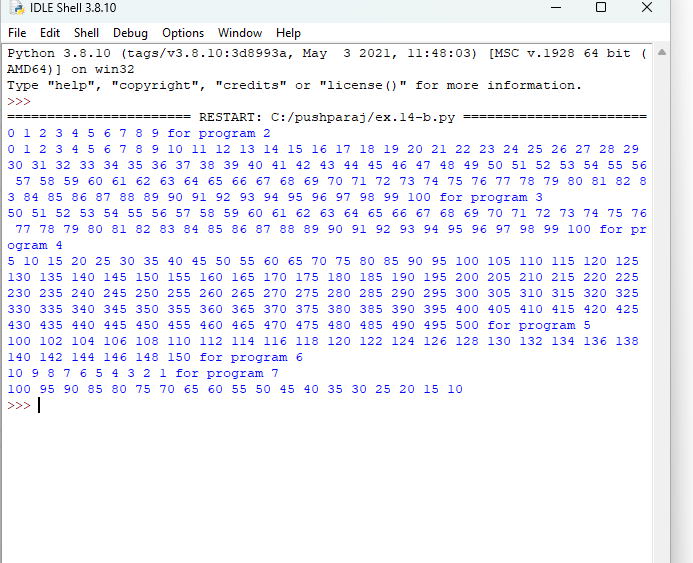 IDLE Shell 3.8.10
File Edit Shell Debug Options Window Help
Python 3.8.10 (tags/v3.8.10:3d8993a, May  3 2021, 11:48:03) [MSC v.1928 64 bit (
AMD64)] on win32
Type "help", "copyright", "credits" or "license()" for more information.
>>>
======================= RESTART: C:/pushparaj/ex.14-b.py =======================
0 1 2 3 4 5 6 7 8 9 for program 2
0 1 2 3 4 5 6 7 8 9 10 11 12 13 14 15 16 17 18 19 20 21 22 23 24 25 26 27 28 29
30 31 32 33 34 35 36 37 38 39 40 41 42 43 44 45 46 47 48 49 50 51 52 53 54 55 56
 57 58 59 60 61 62 63 64 65 66 67 68 69 70 71 72 73 74 75 76 77 78 79 80 81 82 8
3 84 85 86 87 88 89 90 91 92 93 94 95 96 97 98 99 100 for program 3
50 51 52 53 54 55 56 57 58 59 60 61 62 63 64 65 66 67 68 69 70 71 72 73 74 75 76
 77 78 79 80 81 82 83 84 85 86 87 88 89 90 91 92 93 94 95 96 97 98 99 100 for pr
ogram 4
5 10 15 20 25 30 35 40 45 50 55 60 65 70 75 80 85 90 95 100 105 110 115 120 125
130 135 140 145 150 155 160 165 170 175 180 185 190 195 200 205 210 215 220 225
230 235 240 245 250 255 260 265 270 275 280 285 290 295 300 305 310 315 320 325
330 335 340 345 350 355 360 365 370 375 380 385 390 395 400 405 410 415 420 425
430 435 440 445 450 455 460 465 470 475 480 485 490 495 500 for program 5
100 102 104 106 108 110 112 114 116 118 120 122 124 126 128 130 132 134 136 138
140 142 144 146 148 150 for program 6
10 9 8 7 6 5 4 3 2 1 for program 7
100 95 90 85 80 75 70 65 60 55 50 45 40 35 30 25 20 15 10
>>>